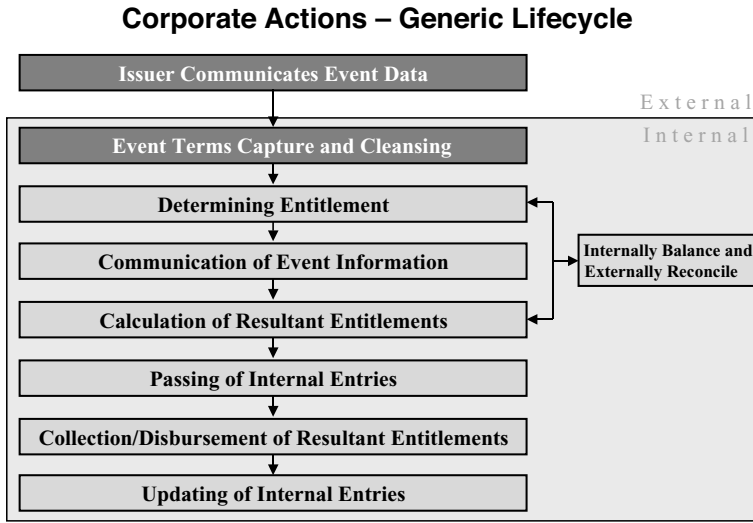 Corporate Actions – Generic Lifecycle
Issuer Communicates Event Data
External
Internal
Event Terms Capture and Cleansing
Determining Entitlement
Communication of Event Information
Internally Balance and
Externally Reconcile
Calculation of Resultant Entitlements
Passing of Internal Entries
Collection/Disbursement of Resultant Entitlements
Updating of Internal Entries